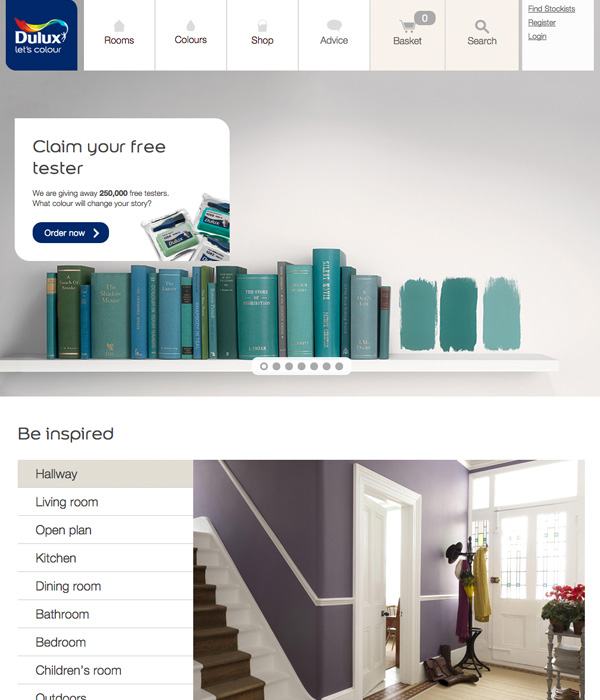 Dulux
let's colour
Rooms
Colours
Shop
Advice
0
Basket
Search
Find Stockists
Register
Login
Claim your free
tester
We are giving away 250,000 free testers.
What colour will change your story?
Order now
Dulux
Be inspired
Hallway
Living room
Open plan
Kitchen
Dining room
Bathroom
Bedroom
Children's room
Outdoors